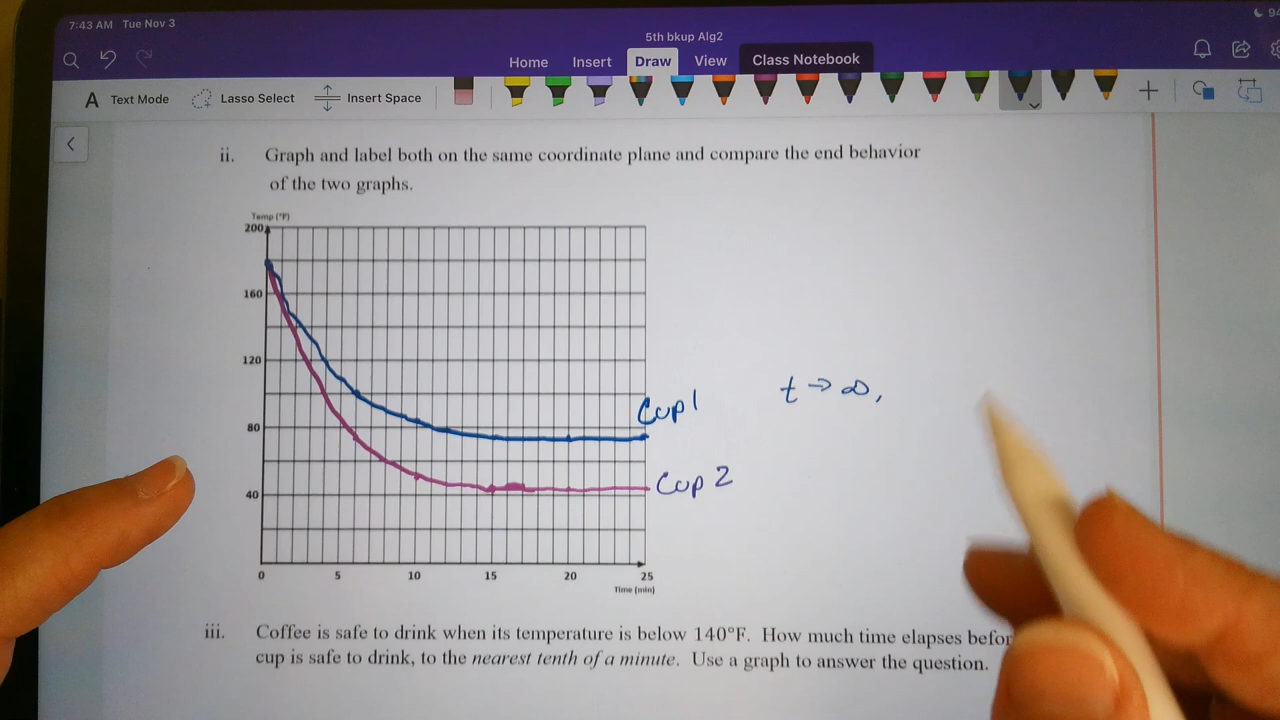 7:43 AM Tue Nov 3
94
5th bkup Alg2
Home Insert Draw View Class Notebook
A Text Mode Lasso Select Insert Space
ii. Graph and label both on the same coordinate plane and compare the end behavior
of the two graphs.
Temp (°F)
200
160
120
80
40
0 5 10 15 20 25
Time (min)
Cup 1
Cup 2
t → ∞,
iii. Coffee is safe to drink when its temperature is below 140°F. How much time elapses befor
cup is safe to drink, to the nearest tenth of a minute. Use a graph to answer the question.